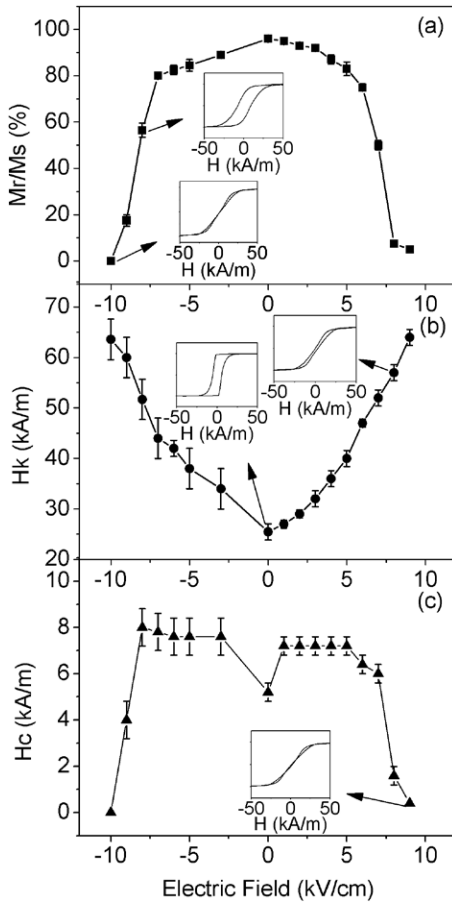 (a)
Mr/Ms (%)
100
80
60
40
20
0
-50 0 50
H (kA/m)
-50 0 50
H (kA/m)
-10 -5 0 5 10
(b)
Hk (kA/m)
70
60
50
40
30
20
-50 0 50
H (kA/m)
-50 0 50
H (kA/m)
-10 -5 0 5 10
(c)
Hc (kA/m)
10
8
6
4
2
0
-50 0 50
H (kA/m)
-10 -5 0 5 10
Electric Field (kV/cm)